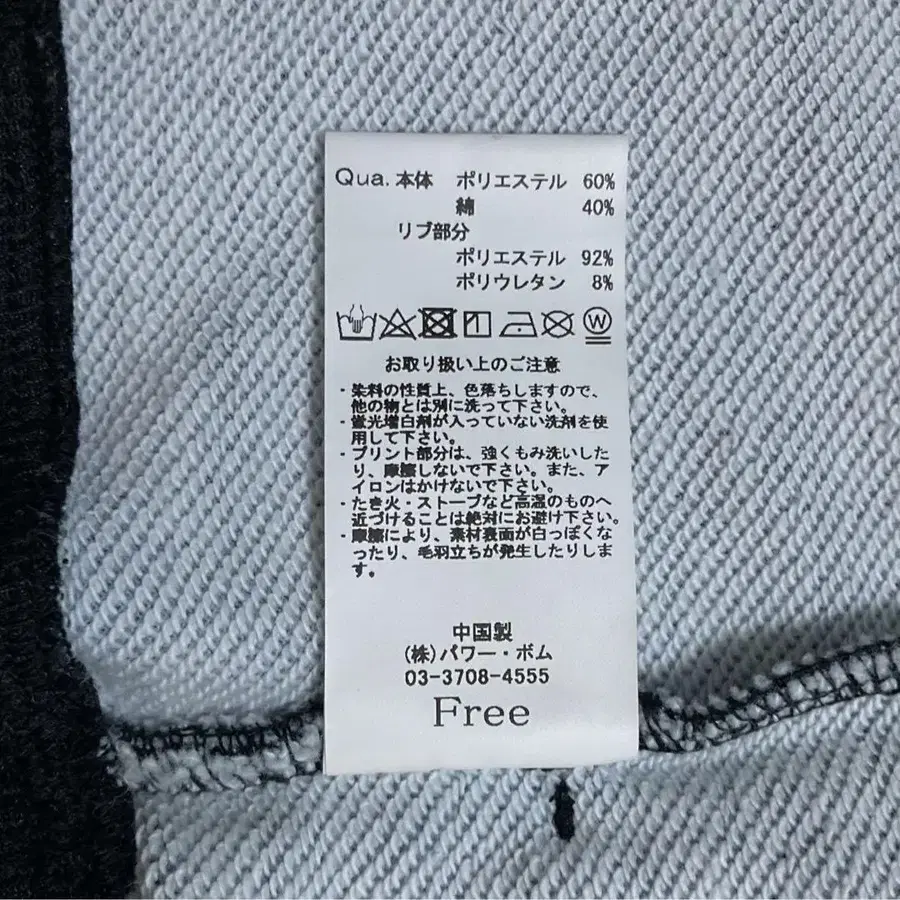 Qua. 本体 ポリエステル 60%
綿 40%
リブ部分
ポリエステル 92%
ポリウレタン 8%
W
お取り扱い上のご注意
・染料の性質上、色落ちしますので、
他の物とは別に洗って下さい。
・蛍光増白剤が入っていない洗剤を使
用して下さい。
・プリント部分は、強くもみ洗いした
り、摩擦しないで下さい。また、ア
イロンはかけないで下さい。
・たき火・ストーブなど高温のものへ
近づけることは絶対にお避け下さい。
・摩擦により、素材表面が白っぽくな
ったり、毛羽立ちが発生したりしま
す。
中国製
(株)パワー・ボム
03-3708-4555
Free